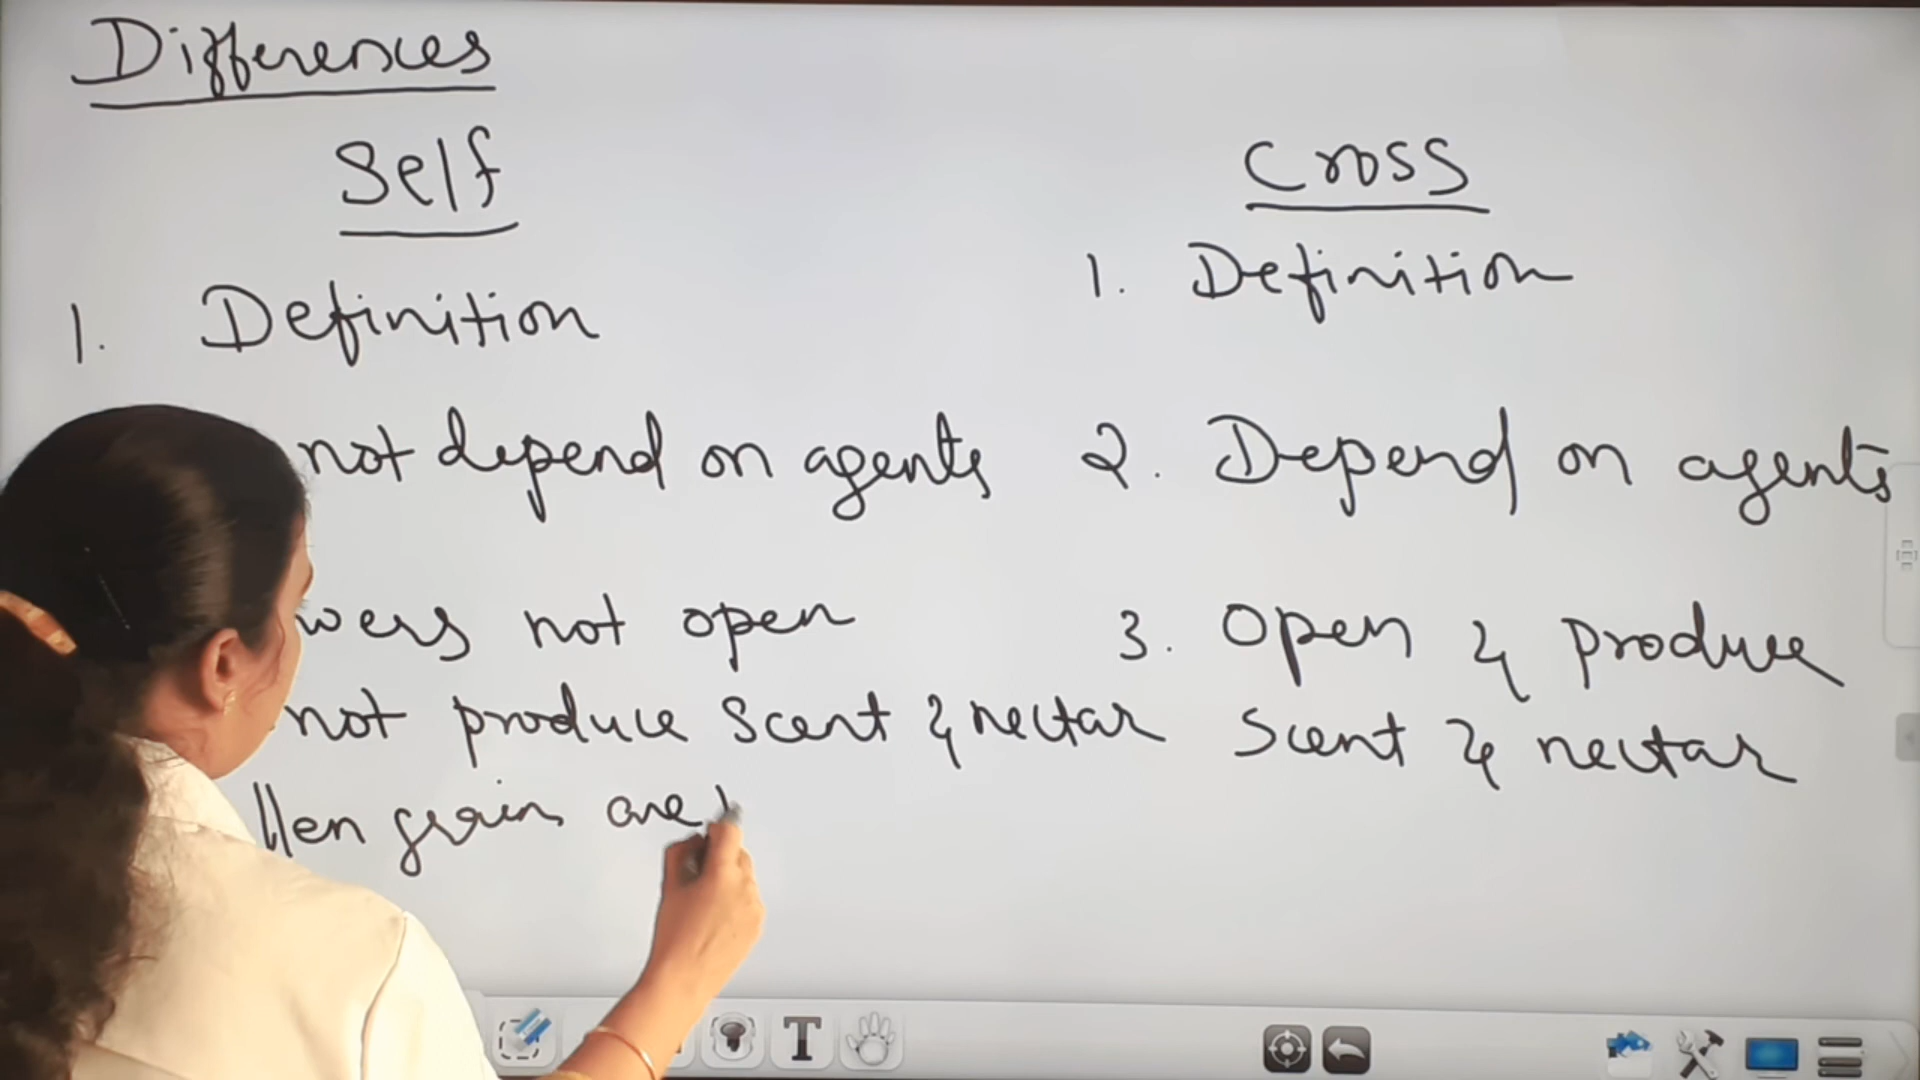 Differences
Self
Cross
1. Definition
1. Definition
not depend on agents
2. Depend on agents
wers not open
3. Open & produce
not produce scent & nectar
scent & nectar
llen grain are
T